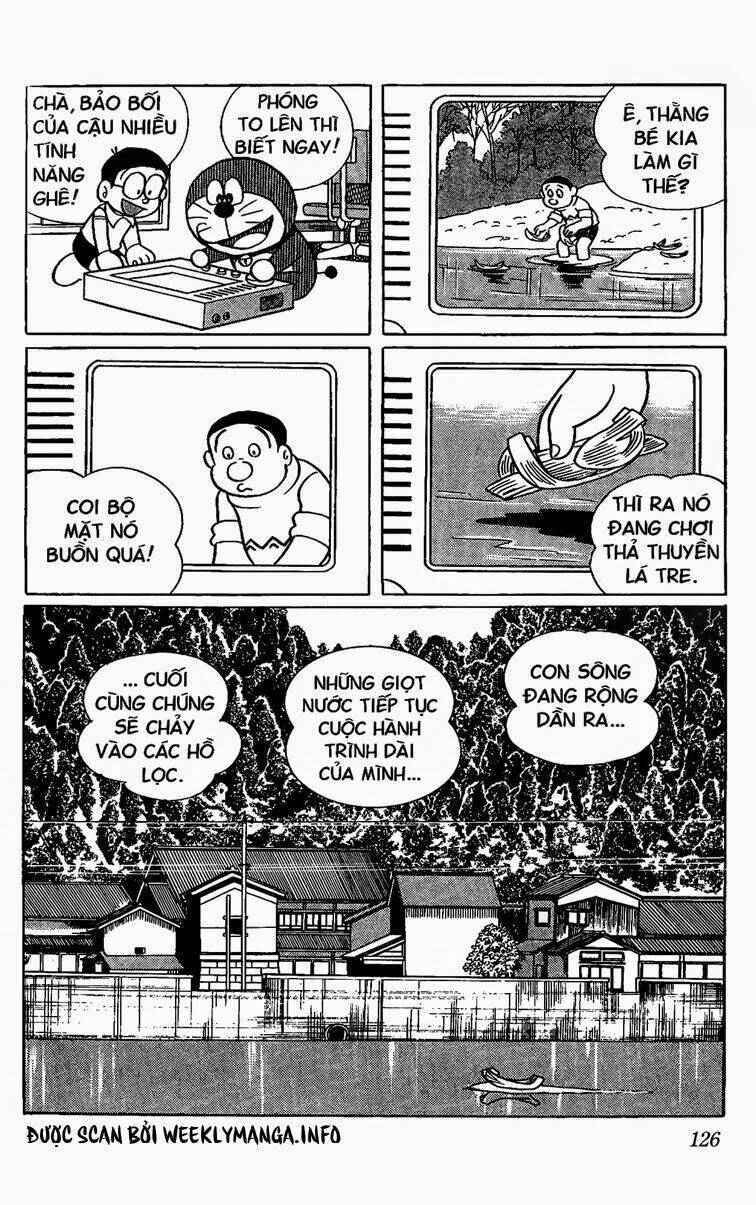 Ê, THẰNG
BÉ KIA
LÀM GÌ
THẾ?
PHÓNG
TO LÊN THÌ
BIẾT NGAY!
CHÀ, BẢO BỐI
CỦA CẬU NHIỀU
TÍNH
NĂNG
GHÊ!
THÌ RA NÓ
ĐANG CHƠI
THẢ THUYỀN
LÁ TRE.
COI BỘ
MẶT NÓ
BUỒN QUÁ!
CON SÔNG
ĐANG RỘNG
DẦN RA...
NHỮNG GIỌT
NƯỚC TIẾP TỤC
CUỘC HÀNH
TRÌNH DÀI
CỦA MÌNH...
... CUỐI
CÙNG CHÚNG
SẼ CHẢY
VÀO CÁC HỒ
LỌC.
ĐƯỢC SCAN BỞI WEEKLYMANGA.INFO
126